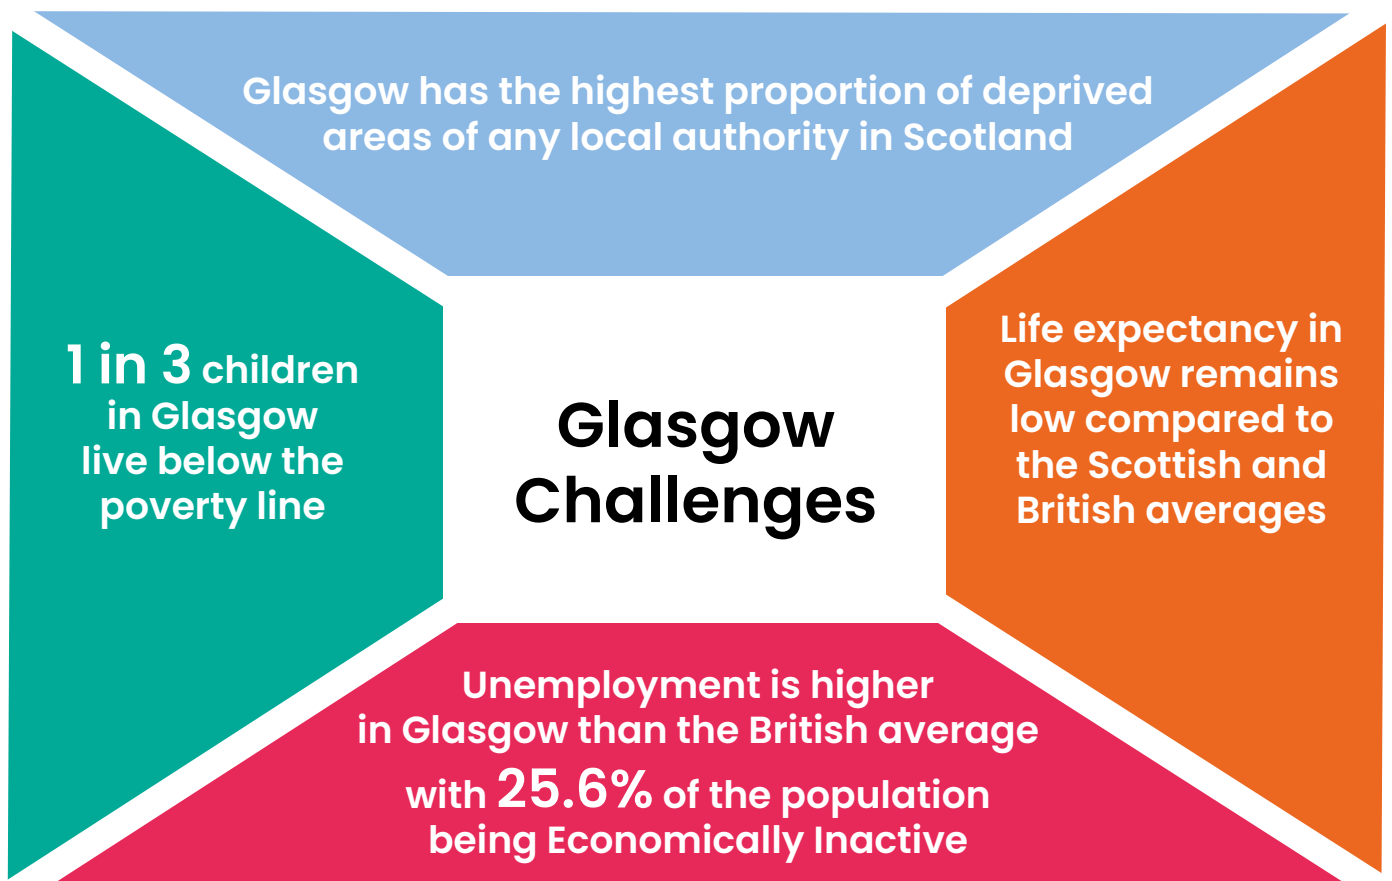 Glasgow has the highest proportion of deprived
areas of any local authority in Scotland
1 in 3 children
in Glasgow
live below the
poverty line
Glasgow
Challenges
Life expectancy in
Glasgow remains
low compared to
the Scottish and
British averages
Unemployment is higher
in Glasgow than the British average
with 25.6% of the population
being Economically Inactive